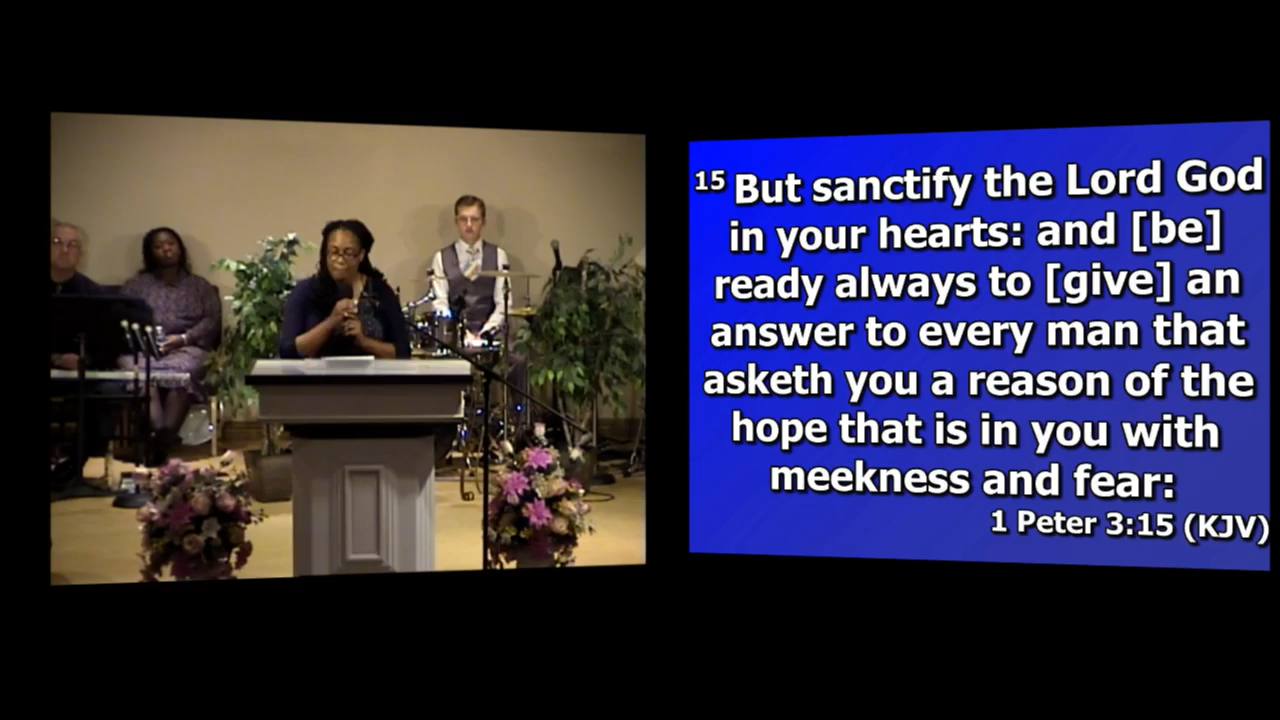 15 But sanctify the Lord God
in your hearts: and [be]
ready always to [give] an
answer to every man that
asketh you a reason of the
hope that is in you with
meekness and fear:
1 Peter 3:15 (KJV)